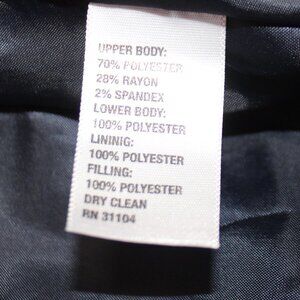 UPPER BODY:
70% POLYESTER
28% RAYON
2% SPANDEX
LOWER BODY:
100% POLYESTER
LININIG:
100% POLYESTER
FILLING:
100% POLYESTER
DRY CLEAN
RN 31104